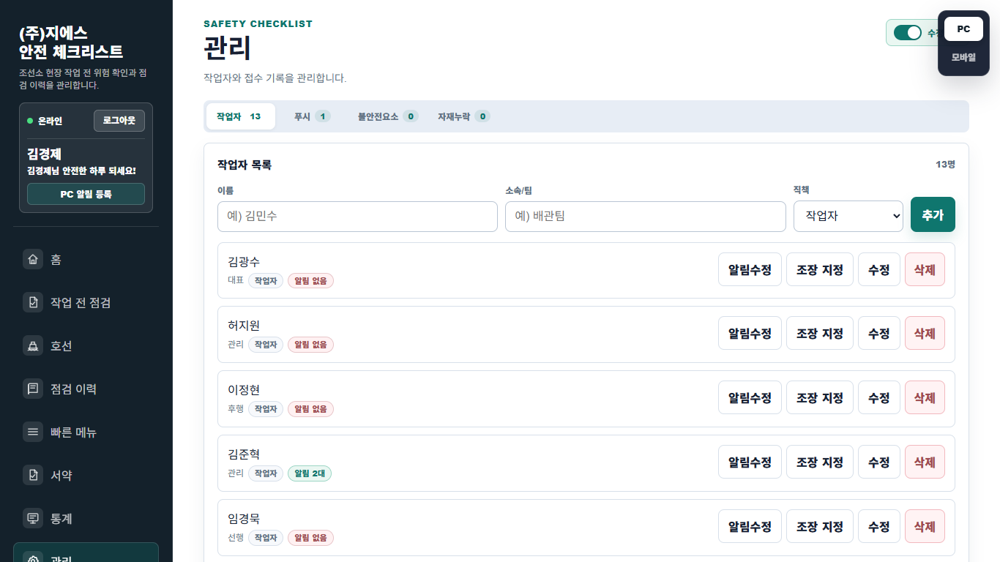 (주)지에스
안전 체크리스트
조선소 현장 작업 전 위험 확인과 점
검 이력을 관리합니다.
온라인
로그아웃
김경제
김경제님 안전한 하루 되세요!
PC 알림 등록
홈
작업 전 점검
호선
점검 이력
빠른 메뉴
서약
통계
관리
SAFETY CHECKLIST
관리
작업자와 접수 기록을 관리합니다.
PC
모바일
작업자 13
푸시 1
불안전요소 0
자재누락 0
작업자 목록
13명
이름
소속/팀
직책
예) 김민수
예) 배관팀
작업자
추가
김광수
대표 작업자 알림 없음
알림수정 조장 지정 수정 삭제
허지원
관리 작업자 알림 없음
알림수정 조장 지정 수정 삭제
이정현
후행 작업자 알림 없음
알림수정 조장 지정 수정 삭제
김준혁
관리 작업자 알림 2대
알림수정 조장 지정 수정 삭제
임경묵
선행 작업자 알림 없음
알림수정 조장 지정 수정 삭제